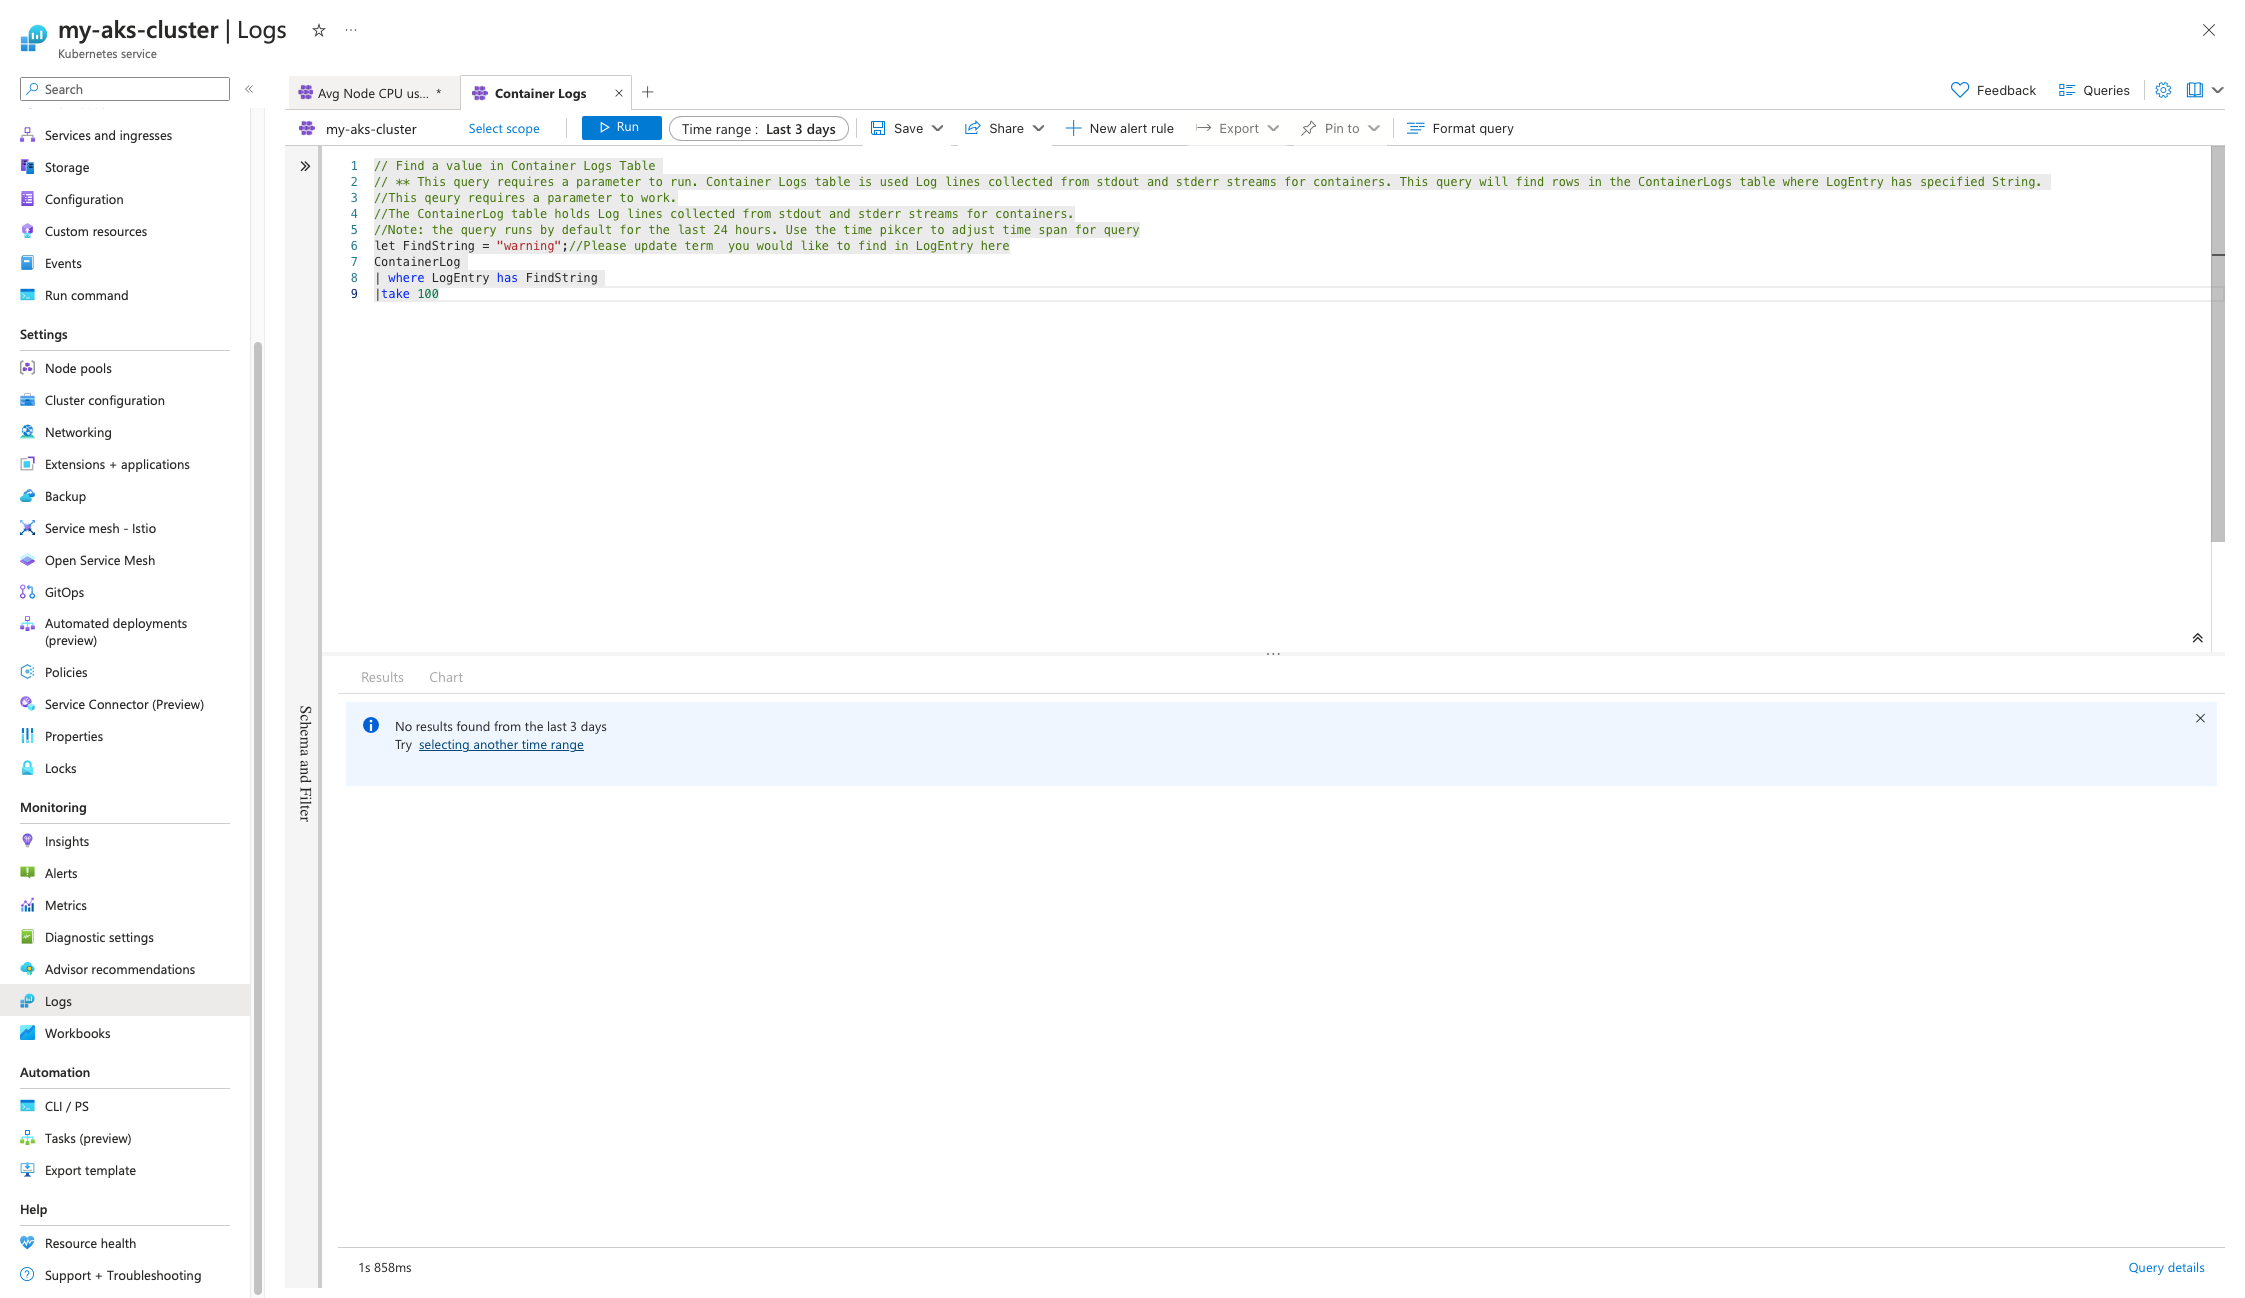 my-aks-cluster | Logs
Kubernetes service
Search
Services and ingresses
Storage
Configuration
Custom resources
Events
Run command
Settings
Node pools
Cluster configuration
Networking
Extensions + applications
Backup
Service mesh - Istio
Open Service Mesh
GitOps
Automated deployments
(preview)
Policies
Service Connector (Preview)
Properties
Locks
Monitoring
Insights
Alerts
Metrics
Diagnostic settings
Advisor recommendations
Logs
Workbooks
Automation
CLI / PS
Tasks (preview)
Export template
Help
Resource health
Support + Troubleshooting
Avg Node CPU us... *
Container Logs
Feedback
Queries
my-aks-cluster
Select scope
Run
Time range : Last 3 days
Save
Share
New alert rule
Export
Pin to
Format query
1 // Find a value in Container Logs Table
2 // ** This query requires a parameter to run. Container Logs table is used Log lines collected from stdout and stderr streams for containers. This query will find rows in the ContainerLogs table where LogEntry has specified String.
3 //This qeury requires a parameter to work.
4 //The ContainerLog table holds Log lines collected from stdout and stderr streams for containers.
5 //Note: the query runs by default for the last 24 hours. Use the time pikcer to adjust time span for query
6 let FindString = "warning";//Please update term  you would like to find in LogEntry here
7 ContainerLog
8 | where LogEntry has FindString
9 |take 100
Schema and Filter
Results
Chart
No results found from the last 3 days
Try selecting another time range
1s 858ms
Query details